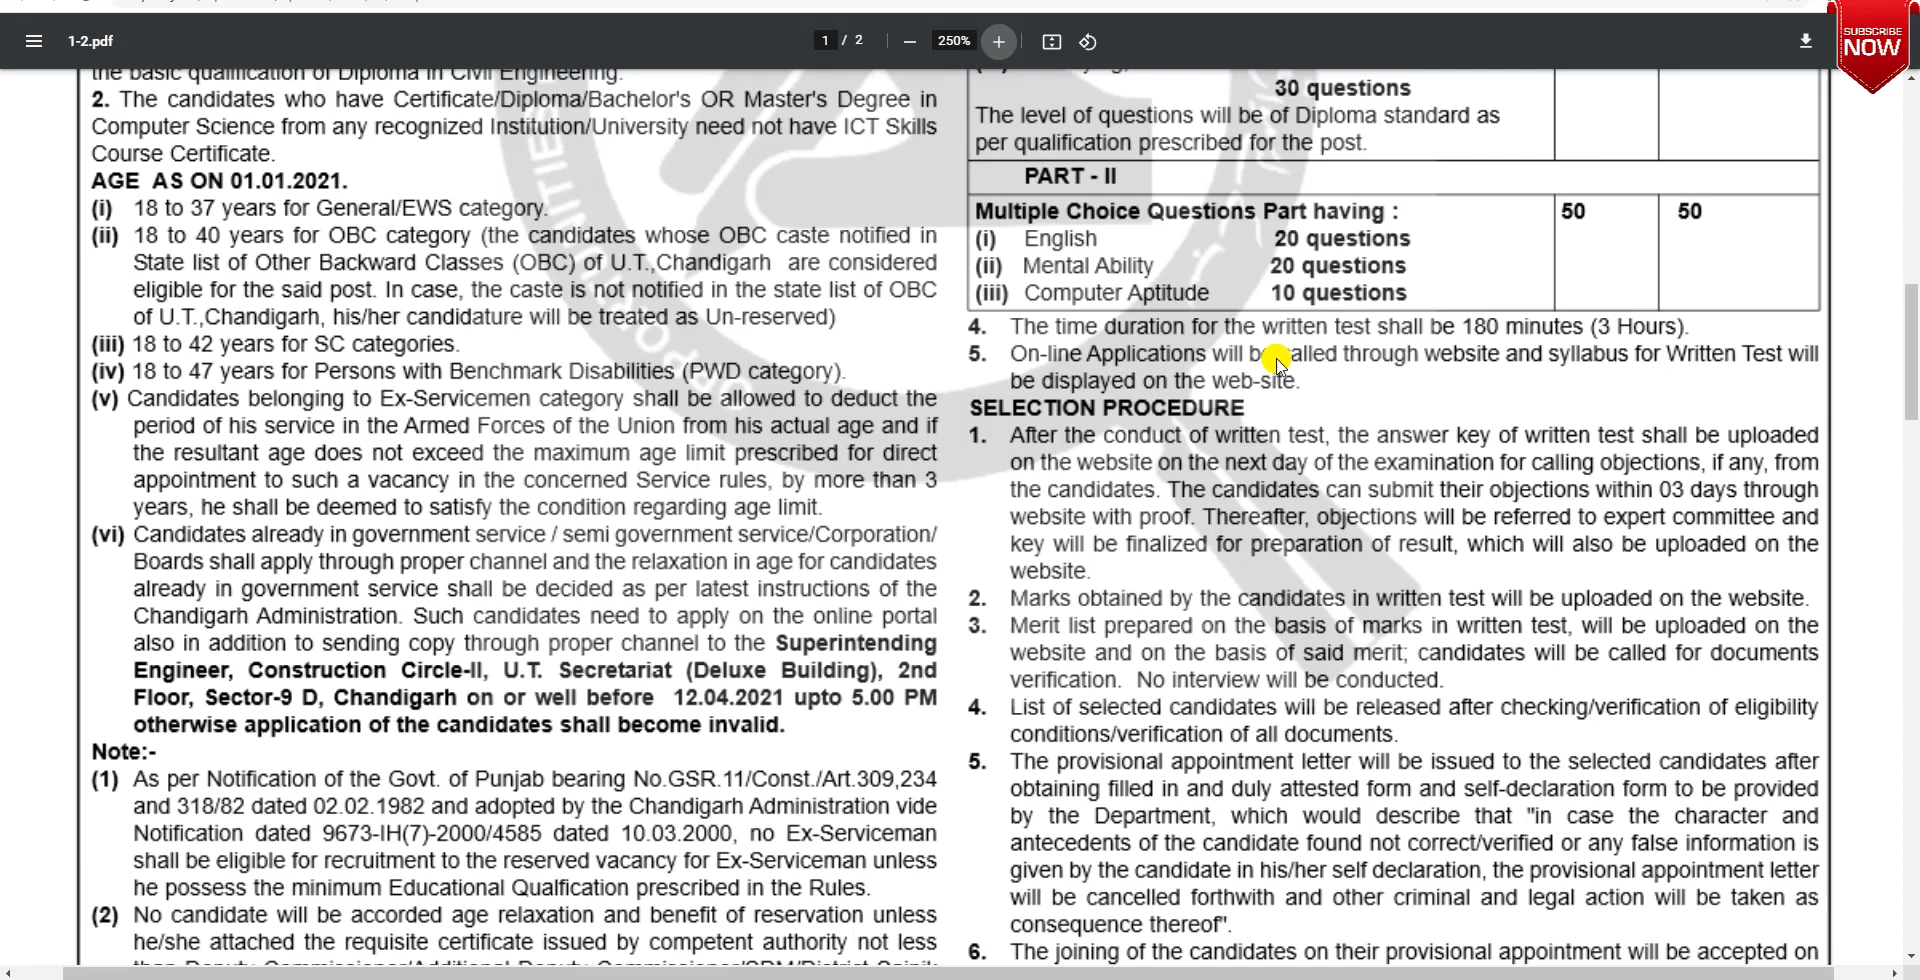 1-2.pdf
1 / 2
250%
SUBSCRIBE
NOW
the basic qualification of Diploma in Civil Engineering.
2. The candidates who have Certificate/Diploma/Bachelor's OR Master's Degree in
Computer Science from any recognized Institution/University need not have ICT Skills
Course Certificate.
AGE AS ON 01.01.2021.
(i) 18 to 37 years for General/EWS category.
(ii) 18 to 40 years for OBC category (the candidates whose OBC caste notified in
State list of Other Backward Classes (OBC) of U.T.,Chandigarh are considered
eligible for the said post. In case, the caste is not notified in the state list of OBC
of U.T.,Chandigarh, his/her candidature will be treated as Un-reserved)
(iii) 18 to 42 years for SC categories.
(iv) 18 to 47 years for Persons with Benchmark Disabilities (PWD category).
(v) Candidates belonging to Ex-Servicemen category shall be allowed to deduct the
period of his service in the Armed Forces of the Union from his actual age and if
the resultant age does not exceed the maximum age limit prescribed for direct
appointment to such a vacancy in the concerned Service rules, by more than 3
years, he shall be deemed to satisfy the condition regarding age limit.
(vi) Candidates already in government service / semi government service/Corporation/
Boards shall apply through proper channel and the relaxation in age for candidates
already in government service shall be decided as per latest instructions of the
Chandigarh Administration. Such candidates need to apply on the online portal
also in addition to sending copy through proper channel to the Superintending
Engineer, Construction Circle-II, U.T. Secretariat (Deluxe Building), 2nd
Floor, Sector-9 D, Chandigarh on or well before 12.04.2021 upto 5.00 PM
otherwise application of the candidates shall become invalid.
Note:-
(1) As per Notification of the Govt. of Punjab bearing No.GSR.11/Const./Art.309,234
and 318/82 dated 02.02.1982 and adopted by the Chandigarh Administration vide
Notification dated 9673-IH(7)-2000/4585 dated 10.03.2000, no Ex-Serviceman
shall be eligible for recruitment to the reserved vacancy for Ex-Serviceman unless
he possess the minimum Educational Qualfication prescribed in the Rules.
(2) No candidate will be accorded age relaxation and benefit of reservation unless
he/she attached the requisite certificate issued by competent authority not less
30 questions
The level of questions will be of Diploma standard as
per qualification prescribed for the post.
PART - II
Multiple Choice Questions Part having : 50 50
(i) English 20 questions
(ii) Mental Ability 20 questions
(iii) Computer Aptitude 10 questions
4. The time duration for the written test shall be 180 minutes (3 Hours).
5. On-line Applications will be called through website and syllabus for Written Test will
be displayed on the web-site.
SELECTION PROCEDURE
1. After the conduct of written test, the answer key of written test shall be uploaded
on the website on the next day of the examination for calling objections, if any, from
the candidates. The candidates can submit their objections within 03 days through
website with proof. Thereafter, objections will be referred to expert committee and
key will be finalized for preparation of result, which will also be uploaded on the
website.
2. Marks obtained by the candidates in written test will be uploaded on the website.
3. Merit list prepared on the basis of marks in written test, will be uploaded on the
website and on the basis of said merit; candidates will be called for documents
verification. No interview will be conducted.
4. List of selected candidates will be released after checking/verification of eligibility
conditions/verification of all documents.
5. The provisional appointment letter will be issued to the selected candidates after
obtaining filled in and duly attested form and self-declaration form to be provided
by the Department, which would describe that "in case the character and
antecedents of the candidate found not correct/verified or any false information is
given by the candidate in his/her self declaration, the provisional appointment letter
will be cancelled forthwith and other criminal and legal action will be taken as
consequence thereof".
6. The joining of the candidates on their provisional appointment will be accepted on